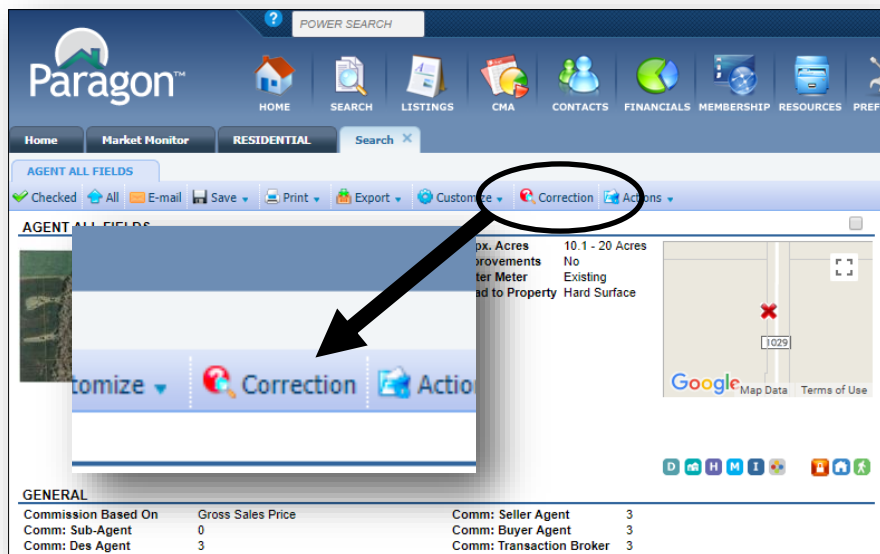 ? POWER SEARCH
Paragon™
HOME SEARCH LISTINGS CMA CONTACTS FINANCIALS MEMBERSHIP RESOURCES PREF
Home Market Monitor RESIDENTIAL Search ×
AGENT ALL FIELDS
Checked All E-mail Save Print Export Customize Correction Actions
AGENT ALL FIELDS
px. Acres 10.1 - 20 Acres
provements No
ter Meter Existing
ad to Property Hard Surface
1029
Google Map Data Terms of Use
tomize Correction Actio
D H M I
GENERAL
Commission Based On Gross Sales Price Comm: Seller Agent 3
Comm: Sub-Agent 0 Comm: Buyer Agent 3
Comm: Des Agent 3 Comm: Transaction Broker 3